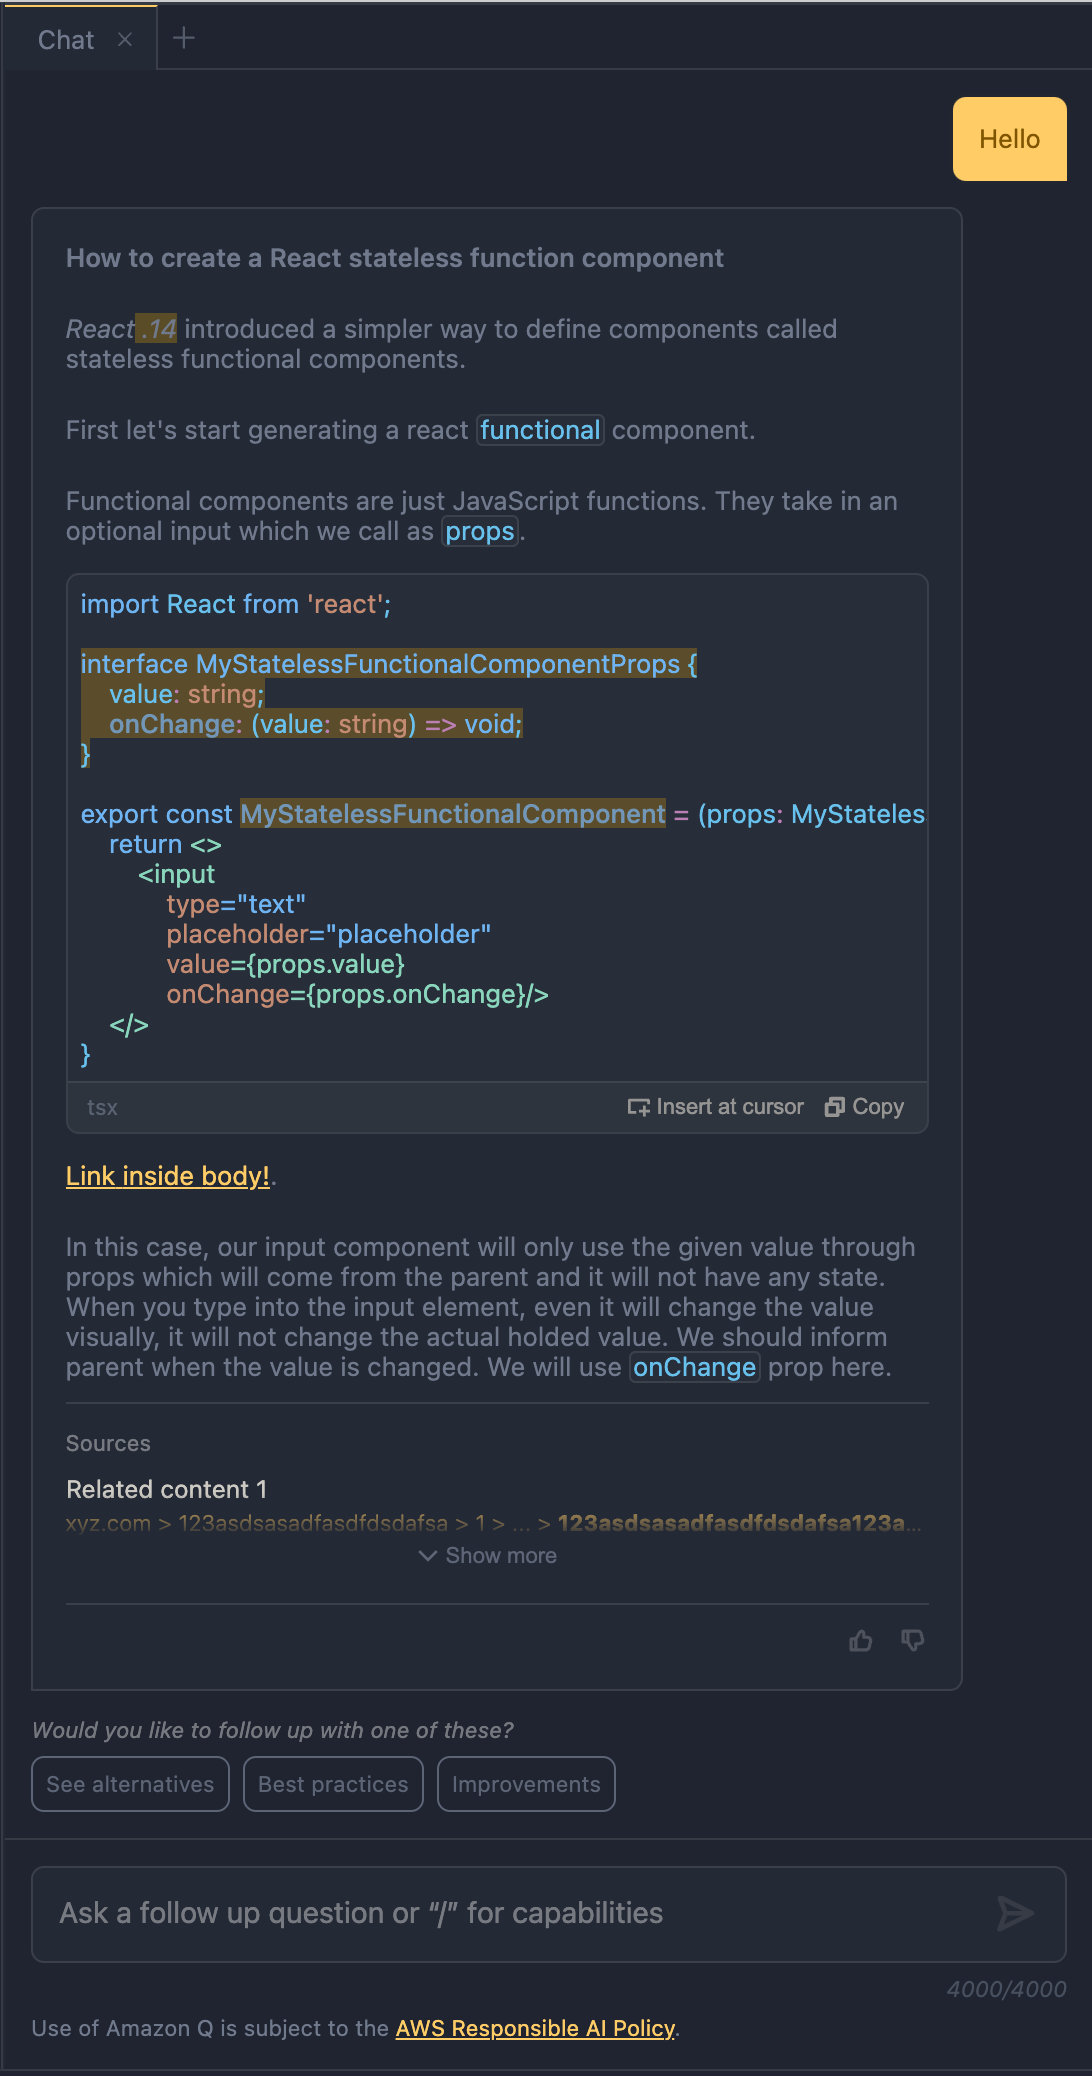 Chat
Hello
How to create a React stateless function component
React .14 introduced a simpler way to define components called
stateless functional components.
First let's start generating a react functional component.
Functional components are just JavaScript functions. They take in an
optional input which we call as props.
import React from 'react';
interface MyStatelessFunctionalComponentProps {
value: string;
onChange: (value: string) => void;
}
export const MyStatelessFunctionalComponent = (props: MyStateles
return <>
<input
type="text"
placeholder="placeholder"
value={props.value}
onChange={props.onChange}/>
</>
}
tsx Insert at cursor Copy
Link inside body!.
In this case, our input component will only use the given value through
props which will come from the parent and it will not have any state.
When you type into the input element, even it will change the value
visually, it will not change the actual holded value. We should inform
parent when the value is changed. We will use onChange prop here.
Sources
Related content 1
xyz.com > 123asdsasadfasdfdsdafsa > 1 > ... > 123asdsasadfasdfdsdafsa123a...
Show more
Would you like to follow up with one of these?
See alternatives Best practices Improvements
Ask a follow up question or “/” for capabilities
4000/4000
Use of Amazon Q is subject to the AWS Responsible AI Policy.